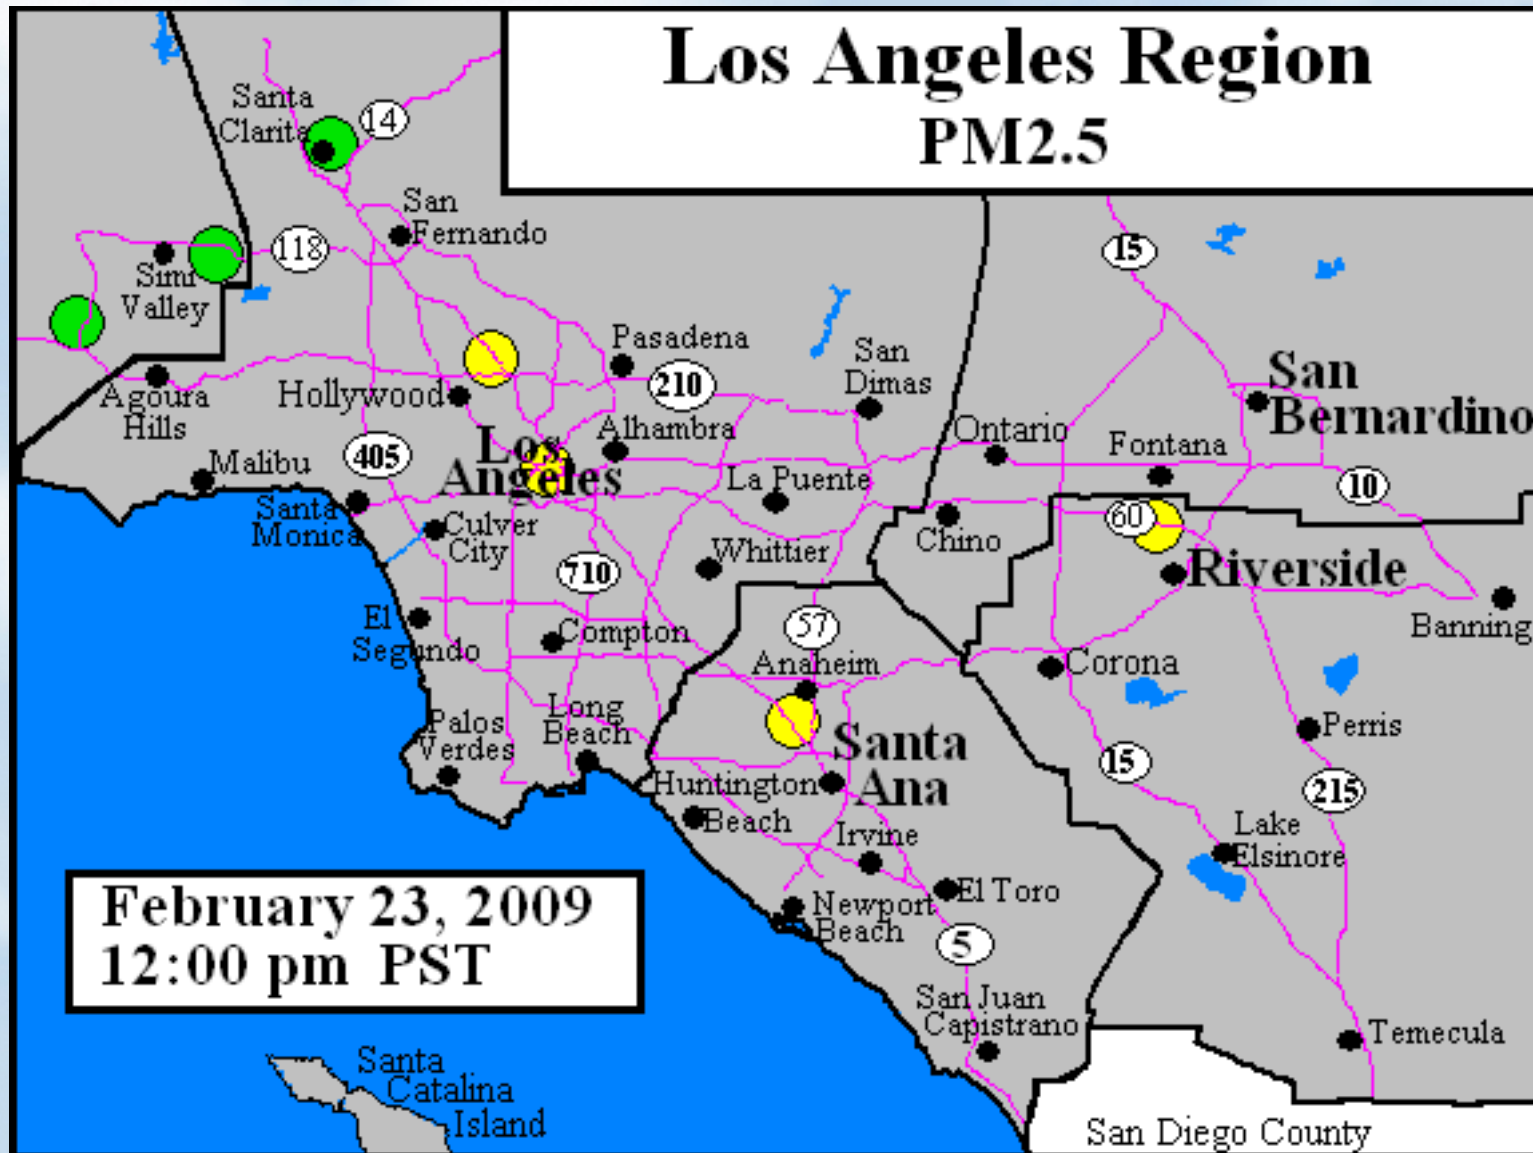 Los Angeles Region
PM2.5
Santa
Clarita
14
San
Fernando
118
Simi
Valley
15
Pasadena
210
San
Dimas
San
Bernardino
Agoura
Hills
Hollywood
Los
Angeles
Alhambra
Ontario
Fontana
405
Malibu
La Puente
10
Santa
Monica
Culver
City
Whittier
Chino
60
Riverside
710
57
Banning
El
Segundo
Compton
Anaheim
Corona
Long
Beach
Palos
Verdes
Santa
Ana
Perris
15
215
Huntington
Beach
Irvine
Lake
Elsinore
El Toro
Newport
Beach
5
February 23, 2009
12:00 pm PST
San Juan
Capistrano
Temecula
Santa
Catalina
Island
San Diego County